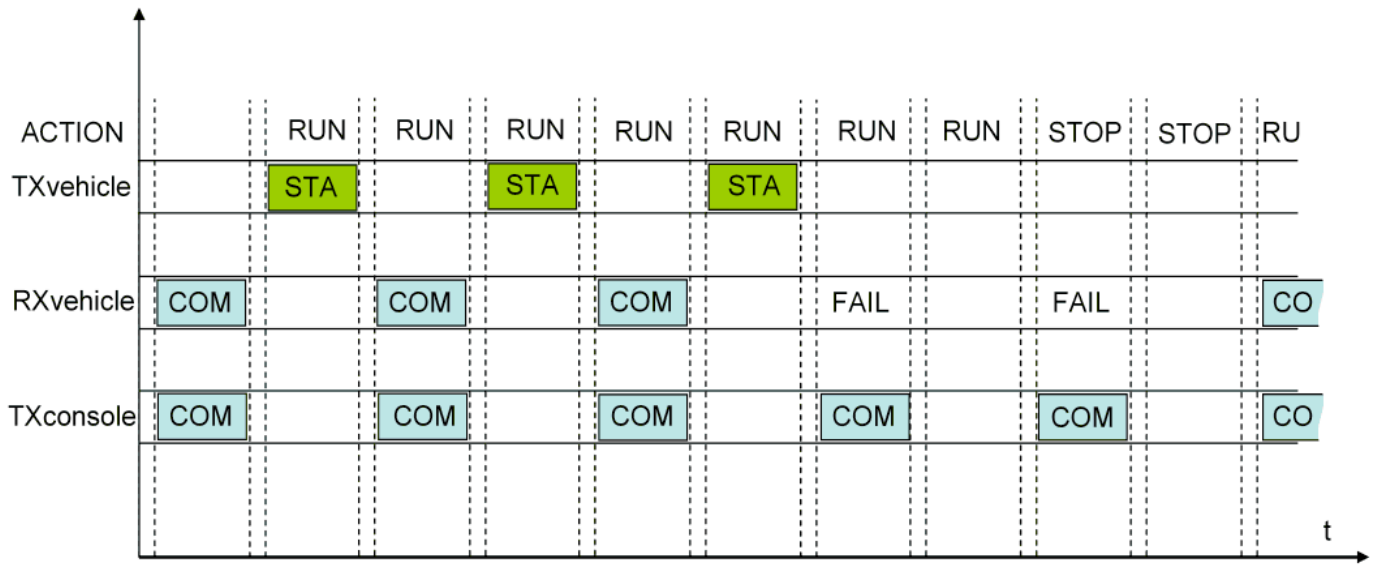 ACTION RUN RUN RUN RUN RUN RUN RUN STOP STOP RU
TXvehicle STA STA STA
RXvehicle COM COM COM FAIL FAIL CO
TXconsole COM COM COM COM COM CO
t